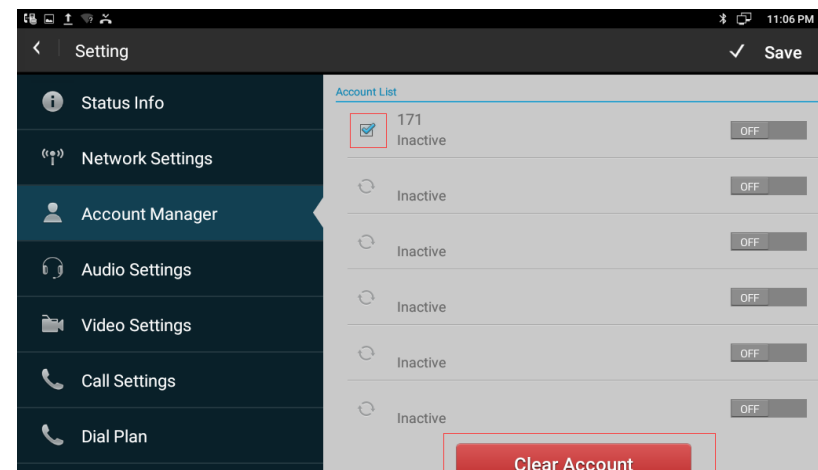 11:06 PM
Setting
Save
Status Info
Network Settings
Account Manager
Audio Settings
Video Settings
Call Settings
Dial Plan
Account List
171
Inactive
OFF
Inactive
OFF
Inactive
OFF
Inactive
OFF
Inactive
OFF
Inactive
OFF
Clear Account